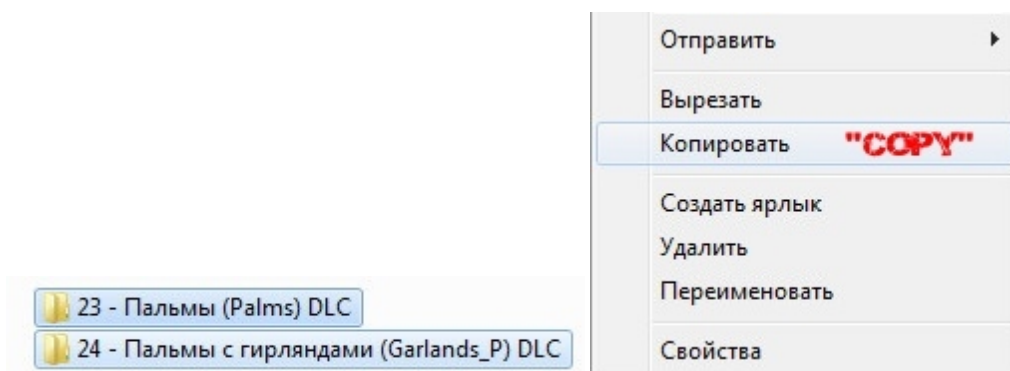 Отправить
Вырезать
Копировать "COPY"
Создать ярлык
Удалить
Переименовать
Свойства
23 - Пальмы (Palms) DLC
24 - Пальмы с гирляндами (Garlands_P) DLC